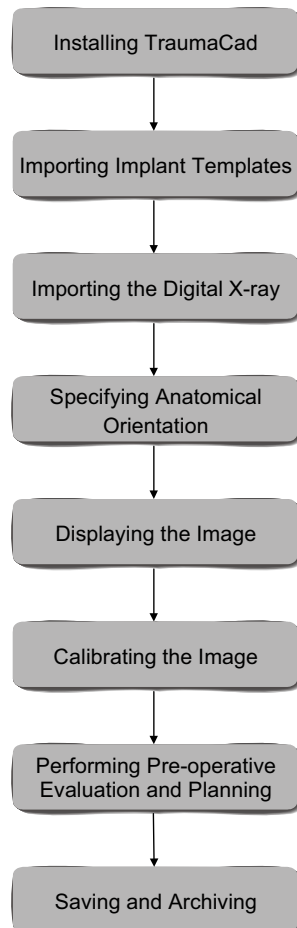 Installing TraumaCad
Importing Implant Templates
Importing the Digital X-ray
Specifying Anatomical
Orientation
Displaying the Image
Calibrating the Image
Performing Pre-operative
Evaluation and Planning
Saving and Archiving